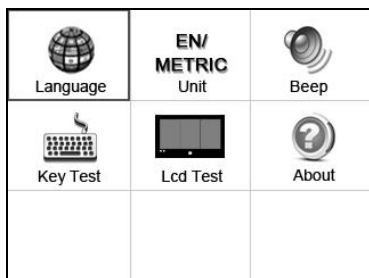 EN/
METRIC
Language
Unit
Beep
Key Test
Lcd Test
About